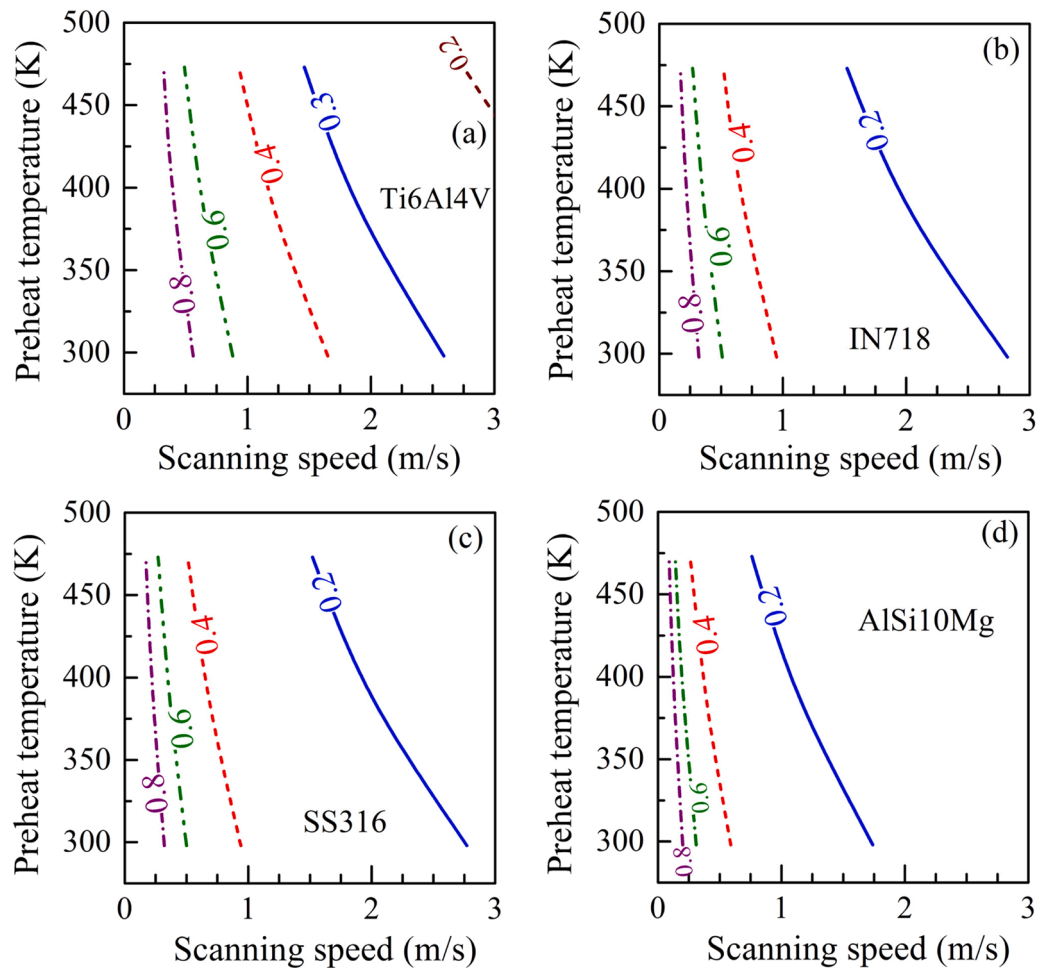 500
450
400
350
300
Preheat temperature (K)
0.2
(a)
0.3
0.4
Ti6Al4V
0.6
0.8
0 1 2 3
Scanning speed (m/s)
500
450
400
350
300
Preheat temperature (K)
(b)
0.2
0.4
0.6
0.8
IN718
0 1 2 3
Scanning speed (m/s)
500
450
400
350
300
Preheat temperature (K)
(c)
0.2
0.4
0.6
0.8
SS316
0 1 2 3
Scanning speed (m/s)
500
450
400
350
300
Preheat temperature (K)
(d)
0.2
AlSi10Mg
0.4
0.6
0.8
0 1 2 3
Scanning speed (m/s)